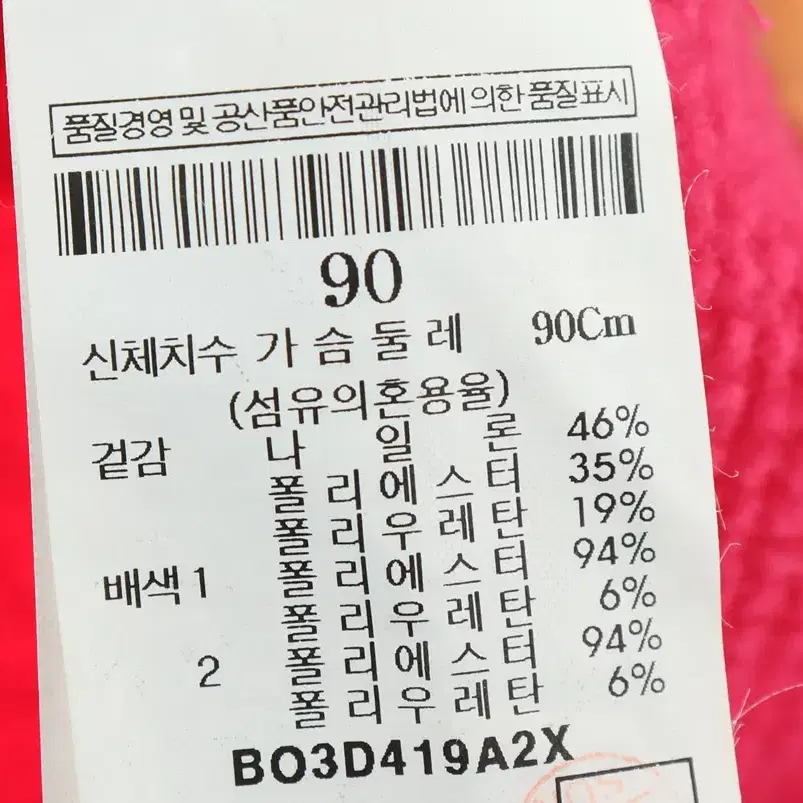 품질경영 및 공산품안전관리법에 의한 품질표시
90
신체치수 가슴둘레 90Cm
(섬유의혼용율)
겉감 나일론 46%
폴리에스터 35%
폴리우레탄 19%
배색1 폴리에스터 94%
폴리우레탄 6%
2 폴리에스터 94%
폴리우레탄 6%
BO3D419A2X